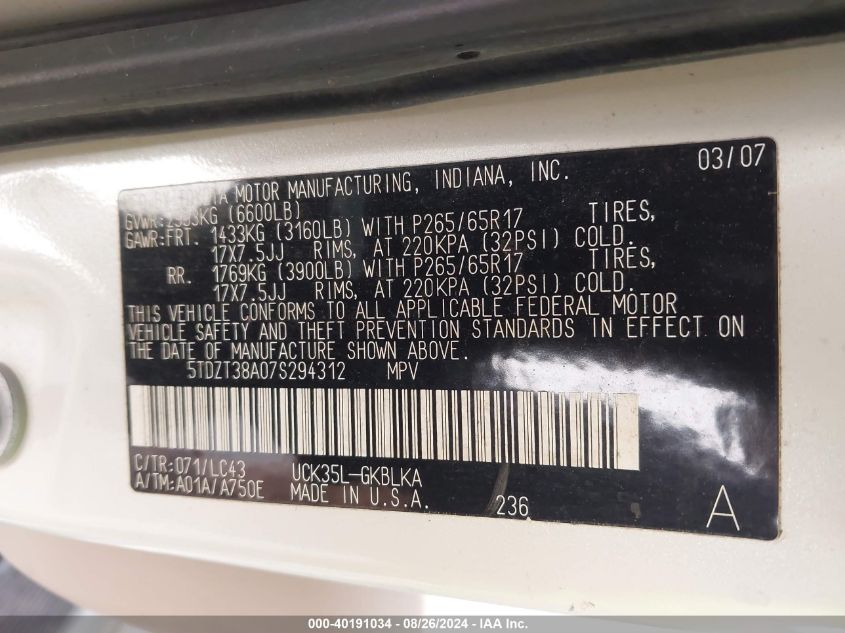 MOTOR MANUFACTURING, INDIANA, INC. 03/07
GVWR: (6600LB)
GAWR:FRT. 1433KG (3160LB) WITH P265/65R17 TIRES,
17X7.5JJ RIMS, AT 220KPA (32PSI) COLD.
RR. 1769KG (3900LB) WITH P265/65R17 TIRES,
17X7.5JJ RIMS, AT 220KPA (32PSI) COLD.
THIS VEHICLE CONFORMS TO ALL APPLICABLE FEDERAL MOTOR
VEHICLE SAFETY AND THEFT PREVENTION STANDARDS IN EFFECT ON
THE DATE OF MANUFACTURE SHOWN ABOVE.
5TDZT38A07S294312 MPV
C/TR:071/LC43 UCK35L-GKBLKA
A/TM:A01A/A750E MADE IN U.S.A. 236 A
000-40191034 - 08/26/2024 - IAA Inc.